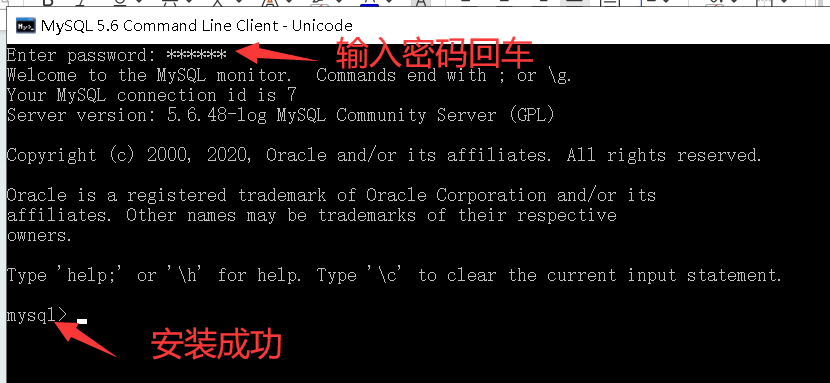 MySQL 5.6 Command Line Client - Unicode
Enter password: ****** 输入密码回车
Welcome to the MySQL monitor.  Commands end with ; or \g.
Your MySQL connection id is 7
Server version: 5.6.48-log MySQL Community Server (GPL)
Copyright (c) 2000, 2020, Oracle and/or its affiliates. All rights reserved.
Oracle is a registered trademark of Oracle Corporation and/or its
affiliates. Other names may be trademarks of their respective
owners.
Type 'help;' or '\h' for help. Type '\c' to clear the current input statement.
mysql>
安装成功